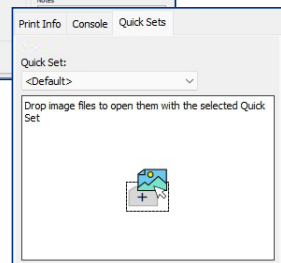 Notes
Print Info Console Quick Sets
Quick Set:
<Default>
Drop image files to open them with the selected Quick
Set